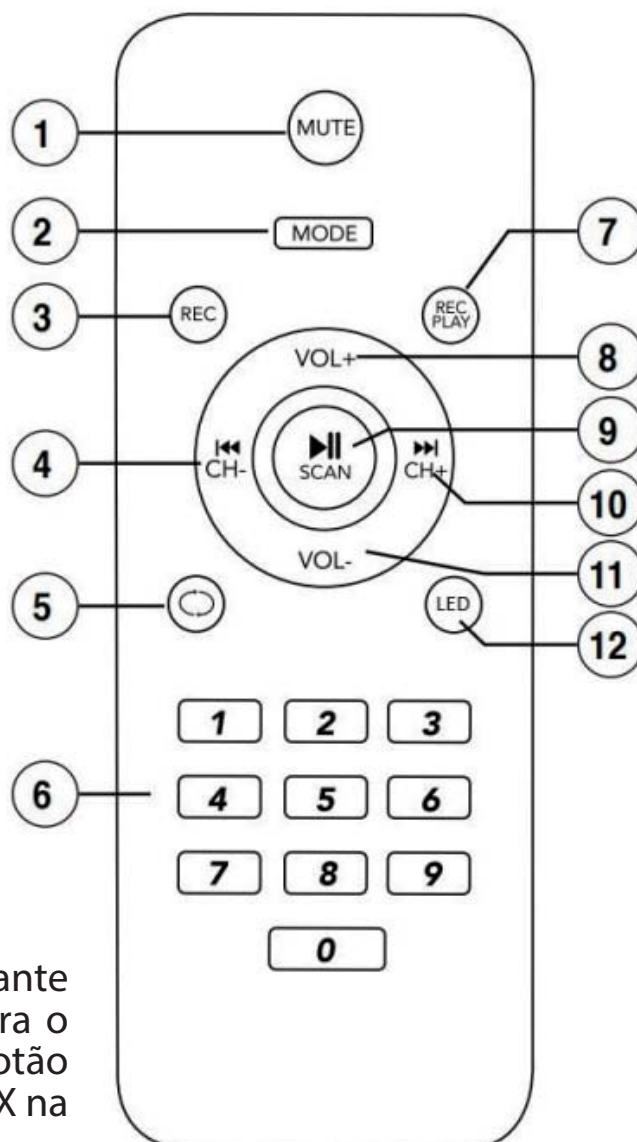 1
MUTE
2
MODE
7
3
REC
REC
PLAY
VOL+
8
9
4
CH-
SCAN
CH+
10
VOL-
11
5
LED
12
1 2 3
6
4 5 6
7 8 9
0
ante
ra o
otão
X na